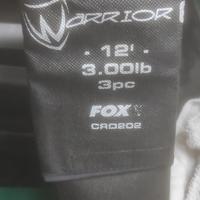 WARRIOR
· 12' ·
3.00lb
3pc
FOX
CRD202